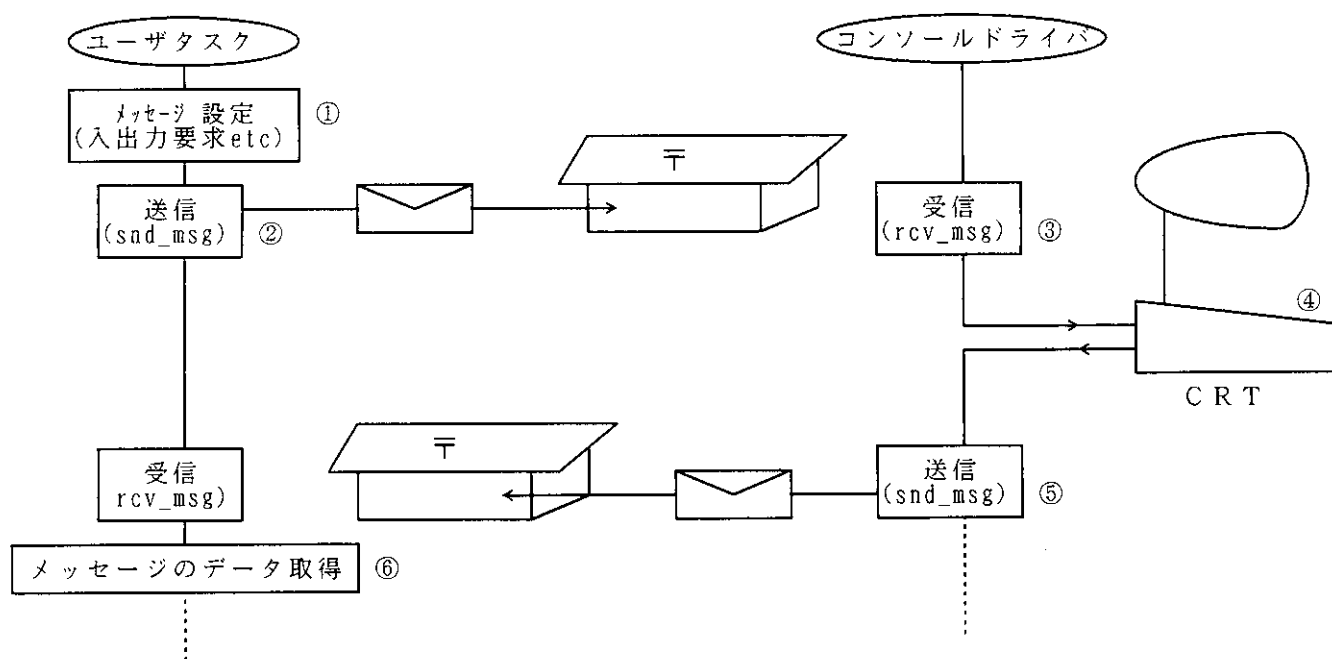 ユーザタスク
コンソールドライバ
メッセージ 設定
(入出力要求etc)
①
〒
送信
(snd_msg)
②
受信
(rcv_msg)
③
④
CRT
〒
受信
rcv_msg)
送信
(snd_msg)
⑤
メッセージのデータ取得
⑥